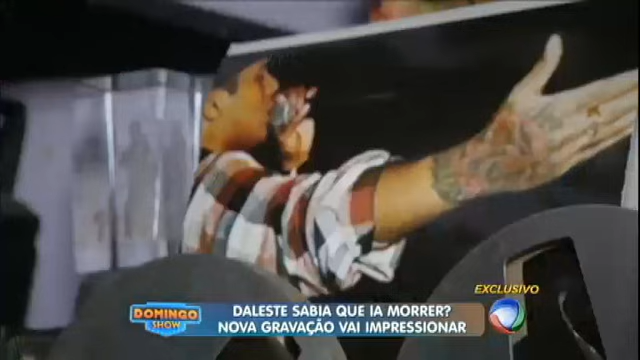 EXCLUSIVO
DOMINGO
SHOW
DALESTE SABIA QUE IA MORRER?
NOVA GRAVAÇÃO VAI IMPRESSIONAR